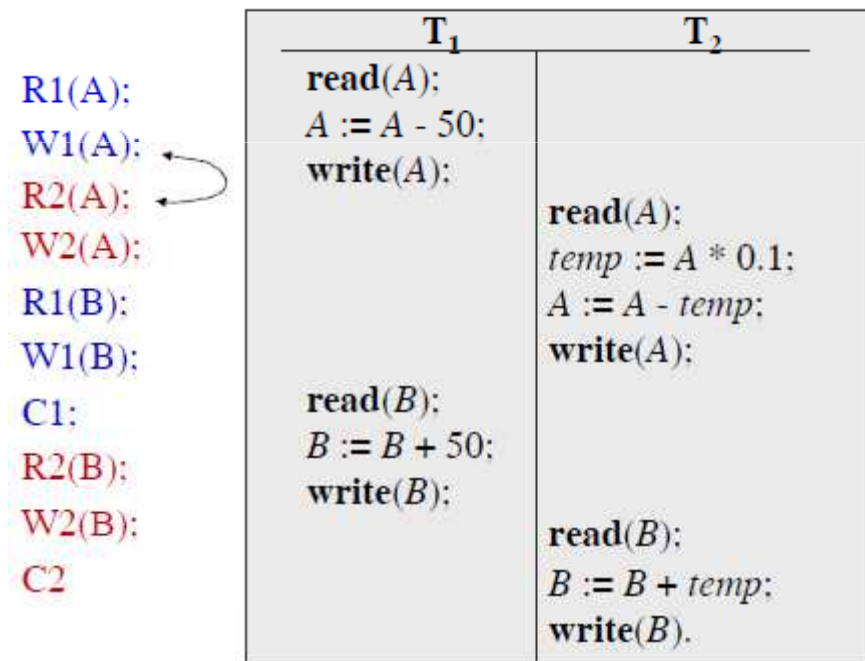 R1(A);
W1(A);
R2(A);
W2(A);
R1(B);
W1(B);
C1;
R2(B);
W2(B);
C2
T1 T2
read(A);
A := A - 50;
write(A);
read(A);
temp := A * 0.1;
A := A - temp;
write(A);
read(B);
B := B + 50;
write(B);
read(B);
B := B + temp;
write(B).